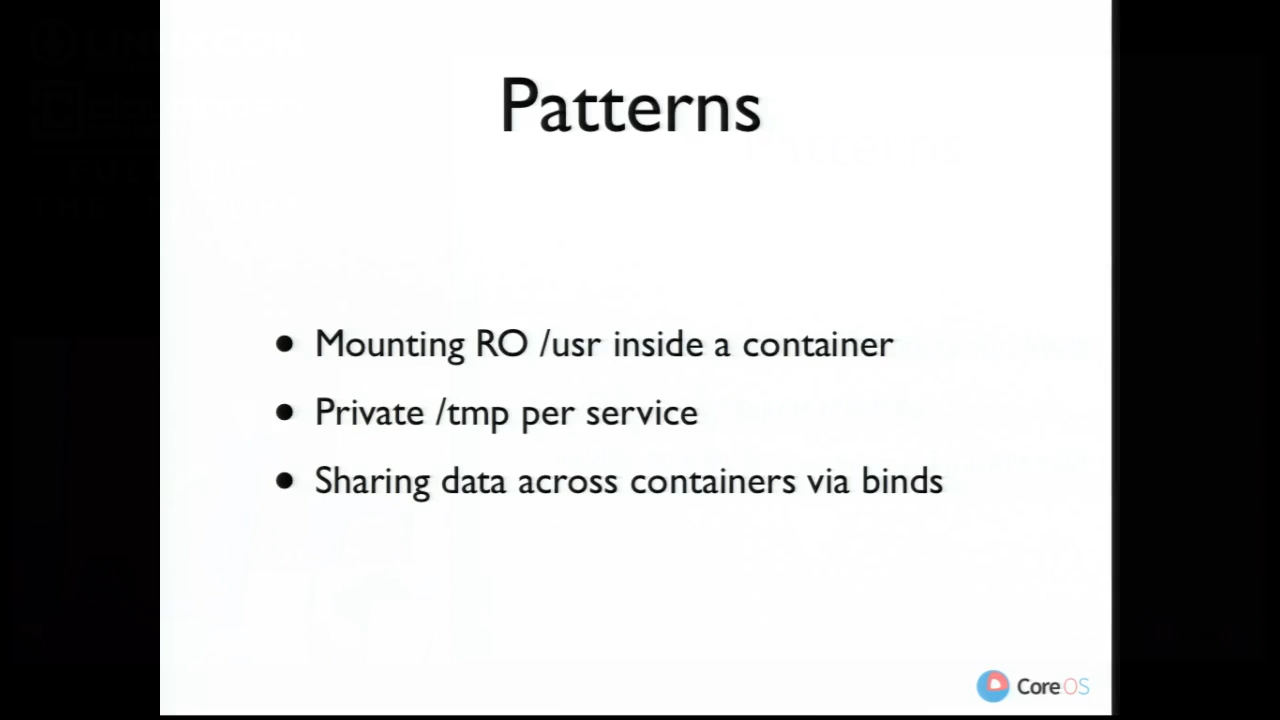 Patterns
• Mounting RO /usr inside a container
• Private /tmp per service
• Sharing data across containers via binds
CoreOS